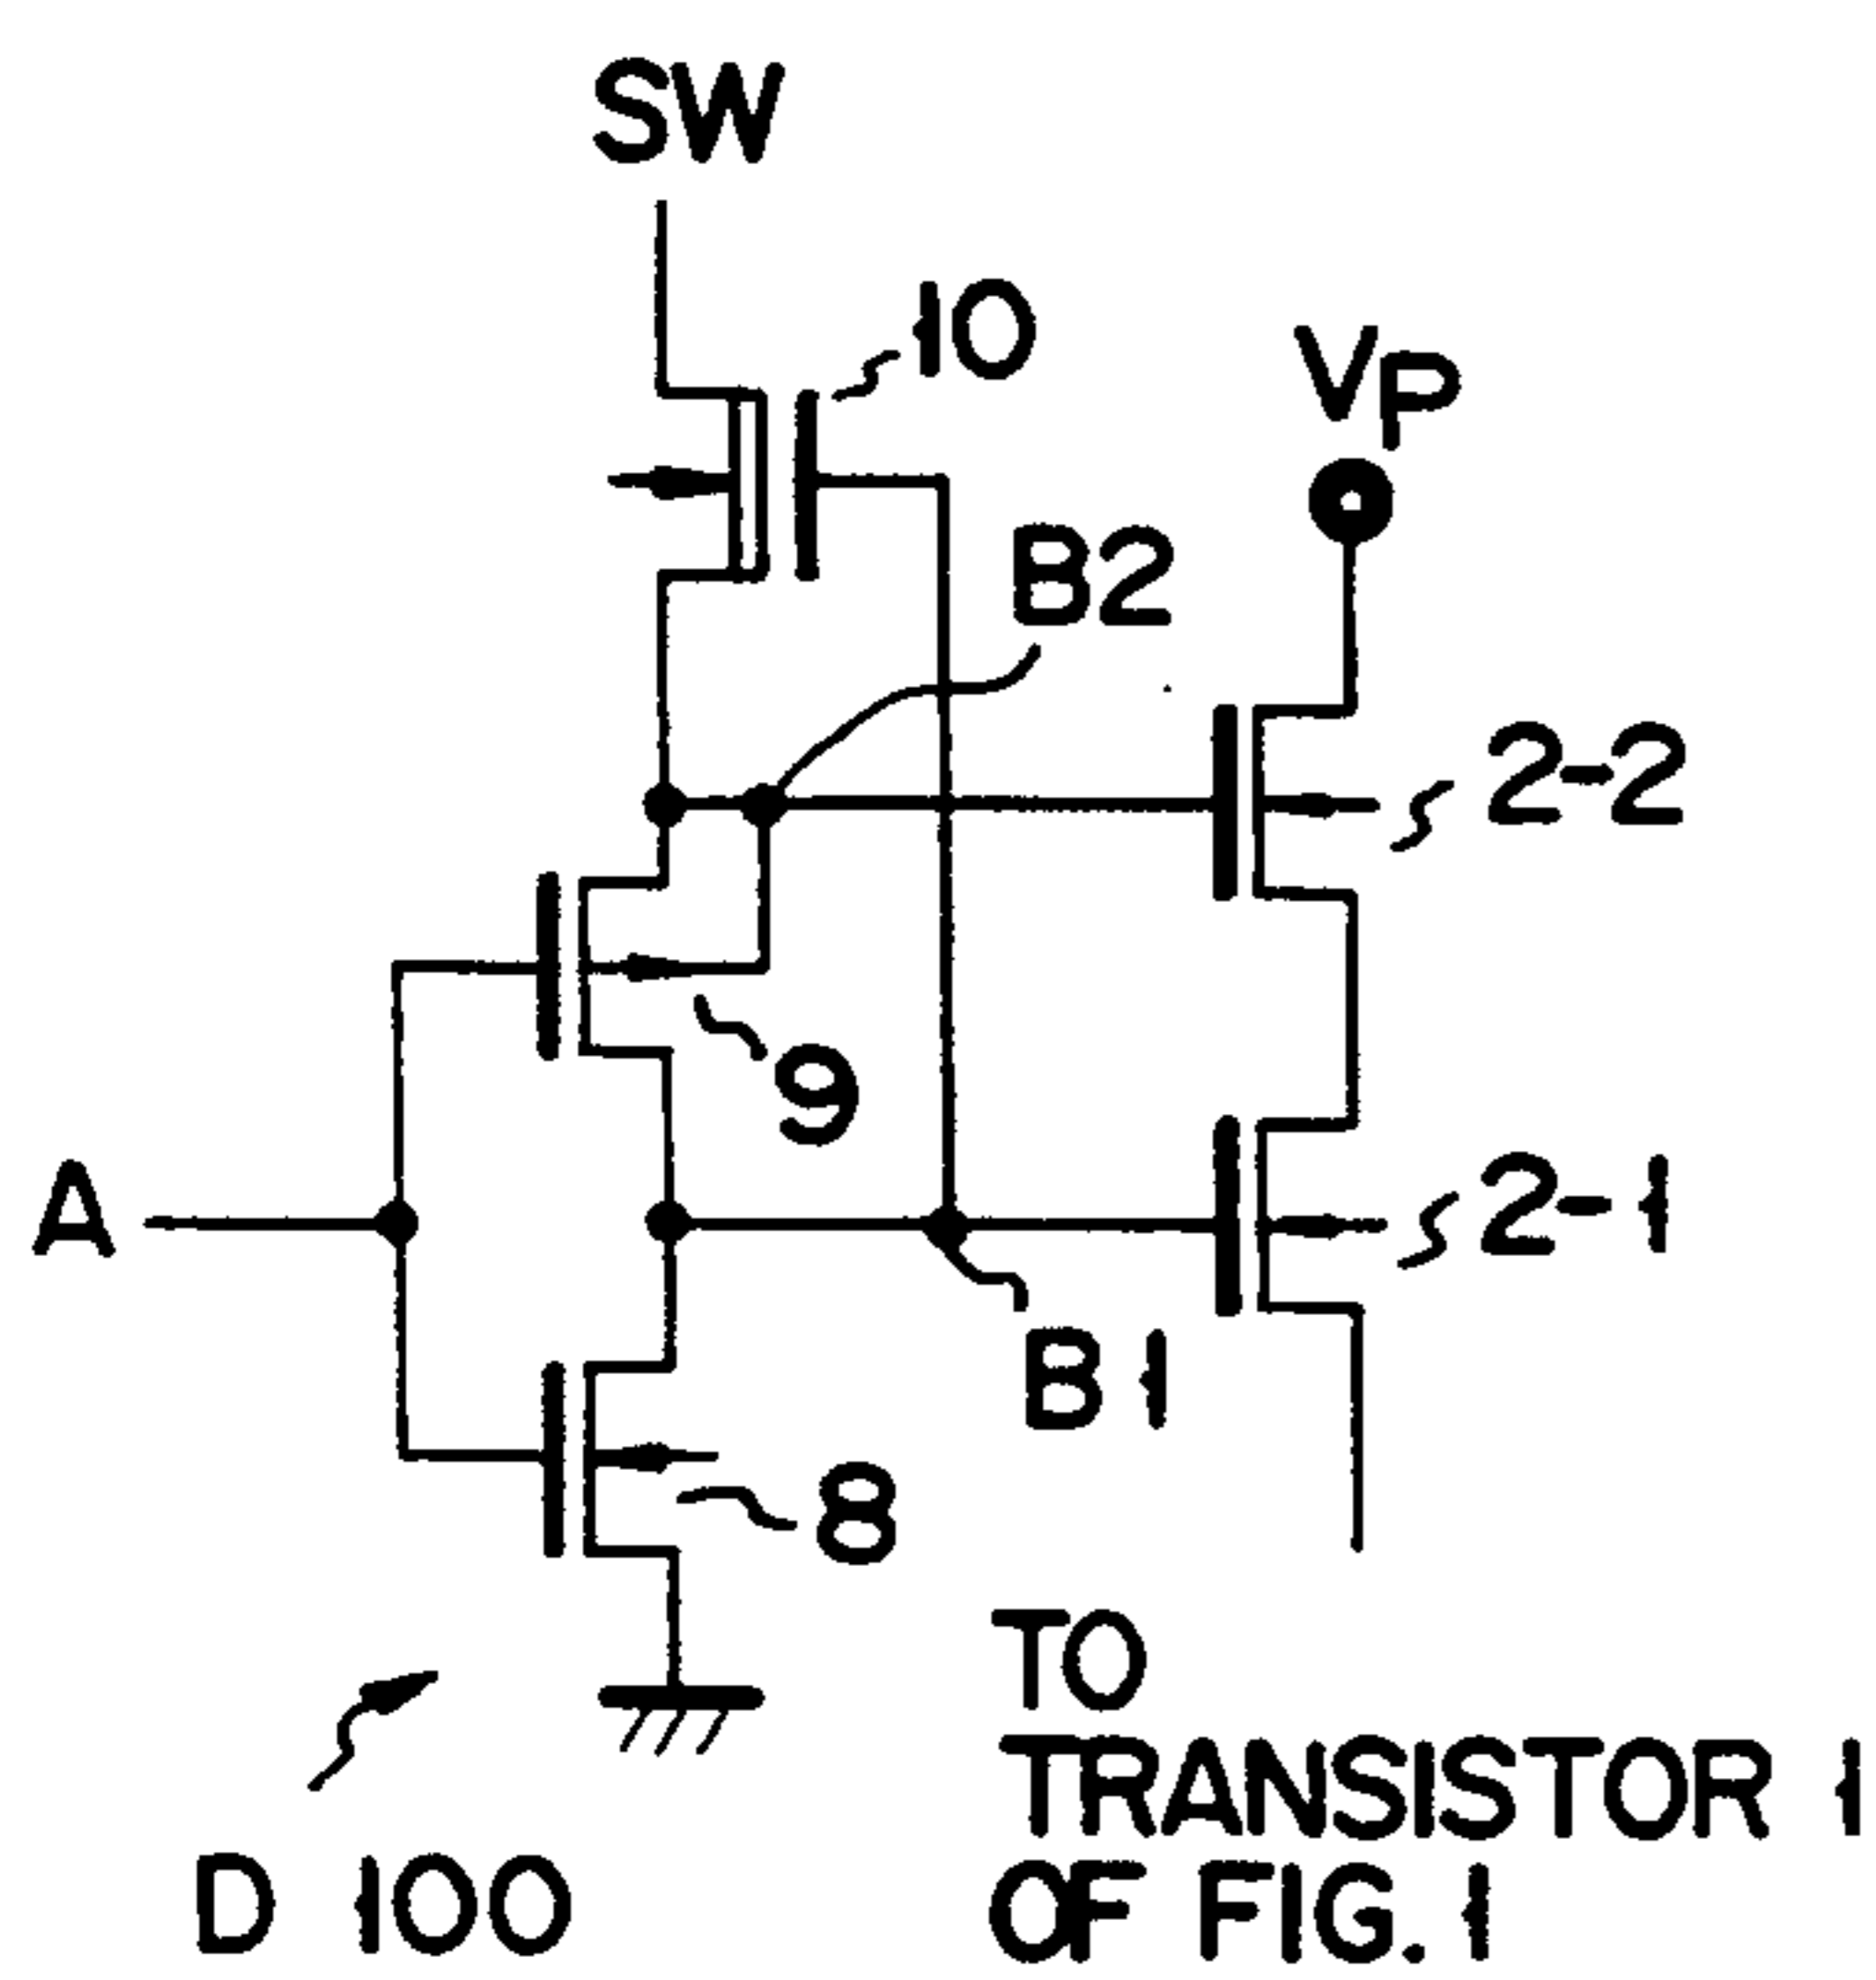 SW
10
VP
B2
2-2
9
A
2-1
B1
8
TO
TRANSISTOR 1
OF FIG. 1
D 100